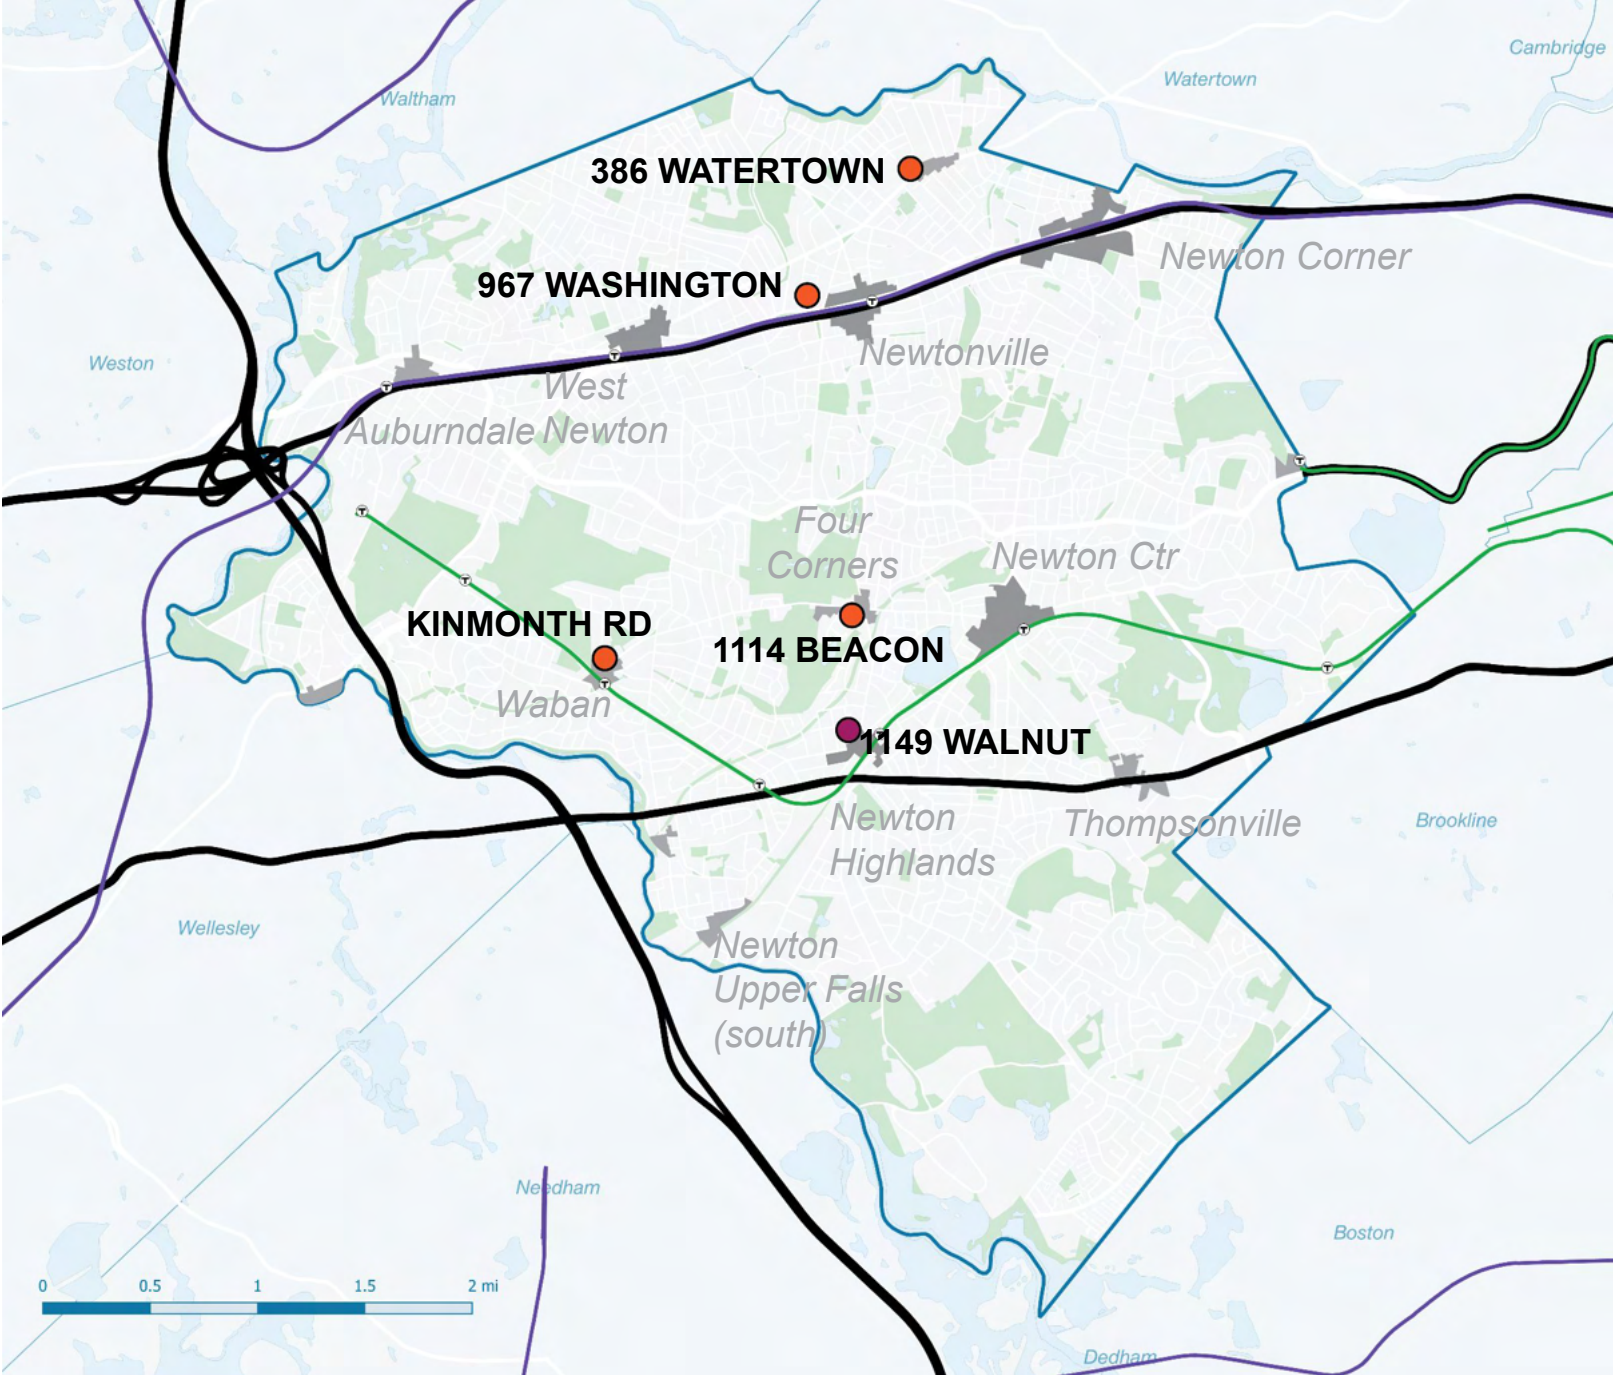 Cambridge
Watertown
Waltham
386 WATERTOWN
Newton Corner
967 WASHINGTON
Newtonville
Weston
West
Auburndale Newton
Four
Corners
Newton Ctr
KINMONTH RD
1114 BEACON
Waban
1149 WALNUT
Newton
Highlands
Thompsonville
Brookline
Wellesley
Newton
Upper Falls
(south)
Needham
Boston
0 0.5 1 1.5 2 mi
Dedham
T
T
T
T
T
T
T
T
T
T
T